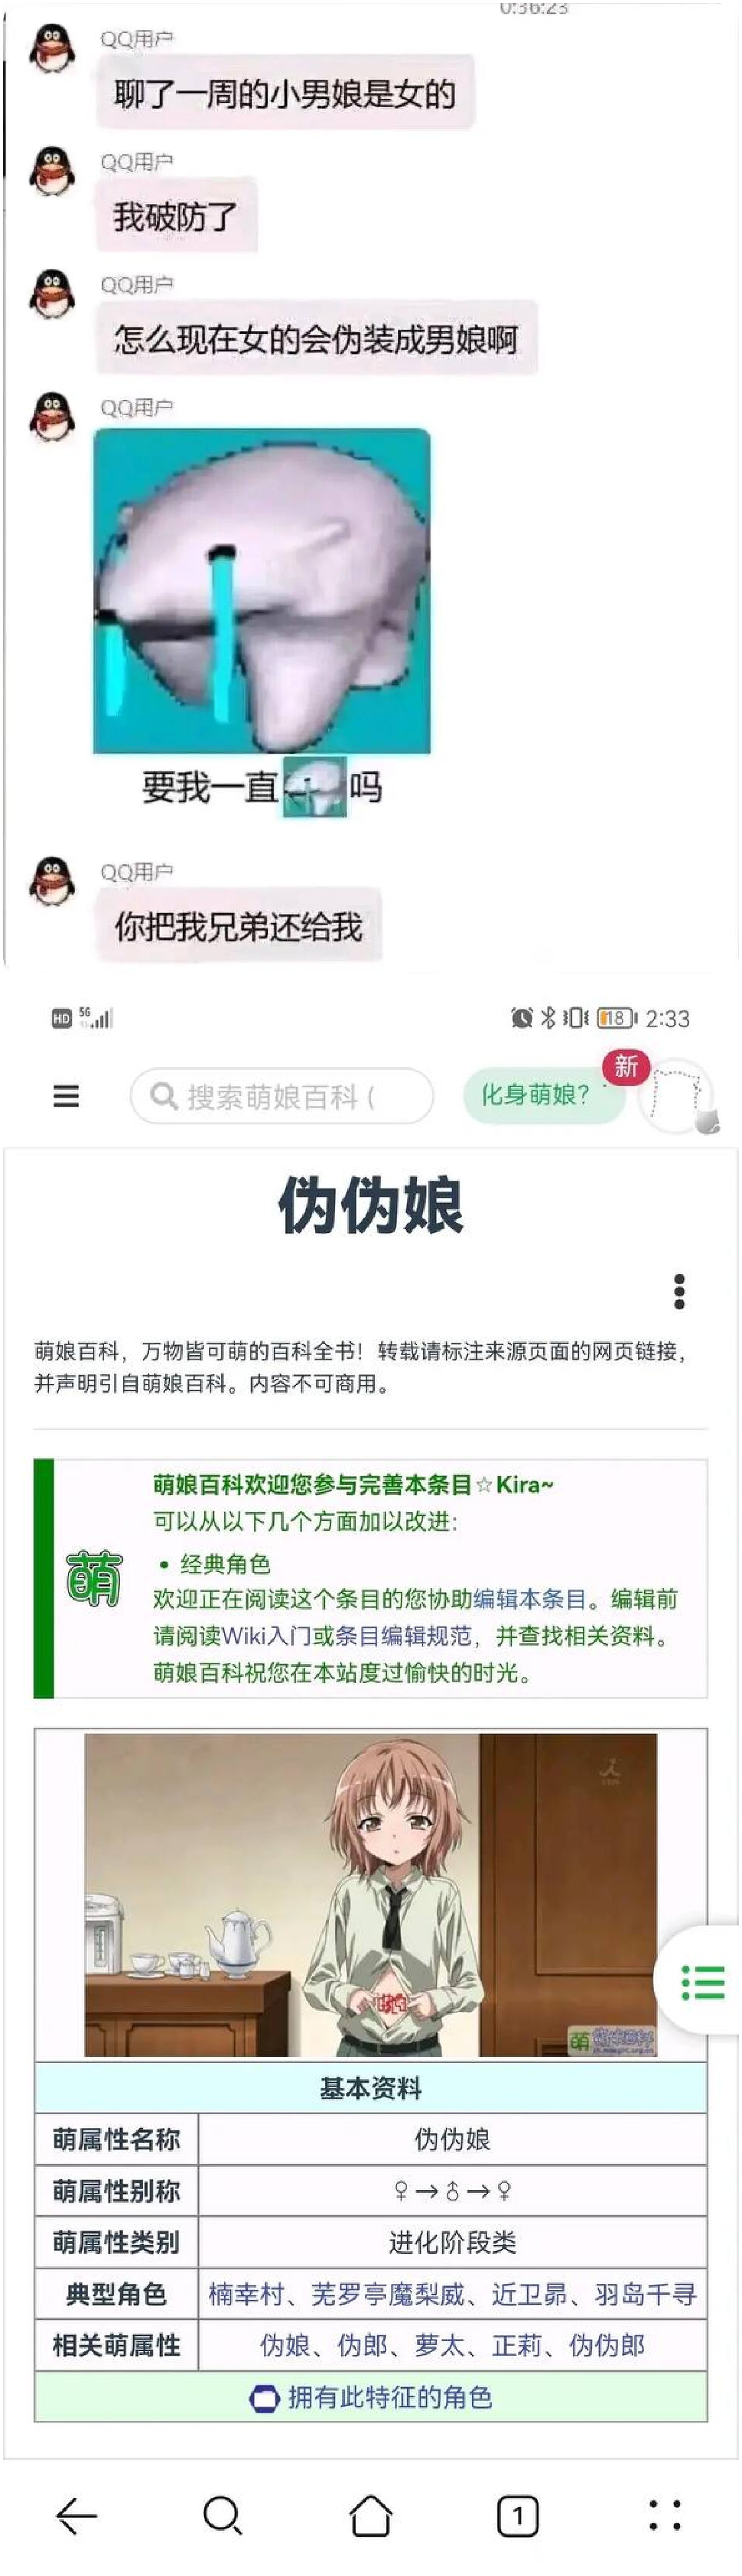 0:36:23
QQ用户
聊了一周的小男娘是女的
QQ用户
我破防了
QQ用户
怎么现在女的会伪装成男娘啊
QQ用户
要我一直吗
QQ用户
你把我兄弟还给我
HD 5G 18 2:33
搜索萌娘百科 (
化身萌娘？
新
伪伪娘
萌娘百科，万物皆可萌的百科全书！转载请标注来源页面的网页链接，
并声明引自萌娘百科。内容不可商用。
萌
萌娘百科欢迎您参与完善本条目☆Kira~
可以从以下几个方面加以改进：
• 经典角色
欢迎正在阅读这个条目的您协助编辑本条目。编辑前
请阅读Wiki入门或条目编辑规范，并查找相关资料。
萌娘百科祝您在本站度过愉快的时光。
萌 萌娘百科
基本资料
萌属性名称 伪伪娘
萌属性别称 ♀→♂→♀
萌属性类别 进化阶段类
典型角色 楠幸村、芜罗亭魔梨威、近卫昴、羽岛千寻
相关萌属性 伪娘、伪郎、萝太、正莉、伪伪郎
拥有此特征的角色
1